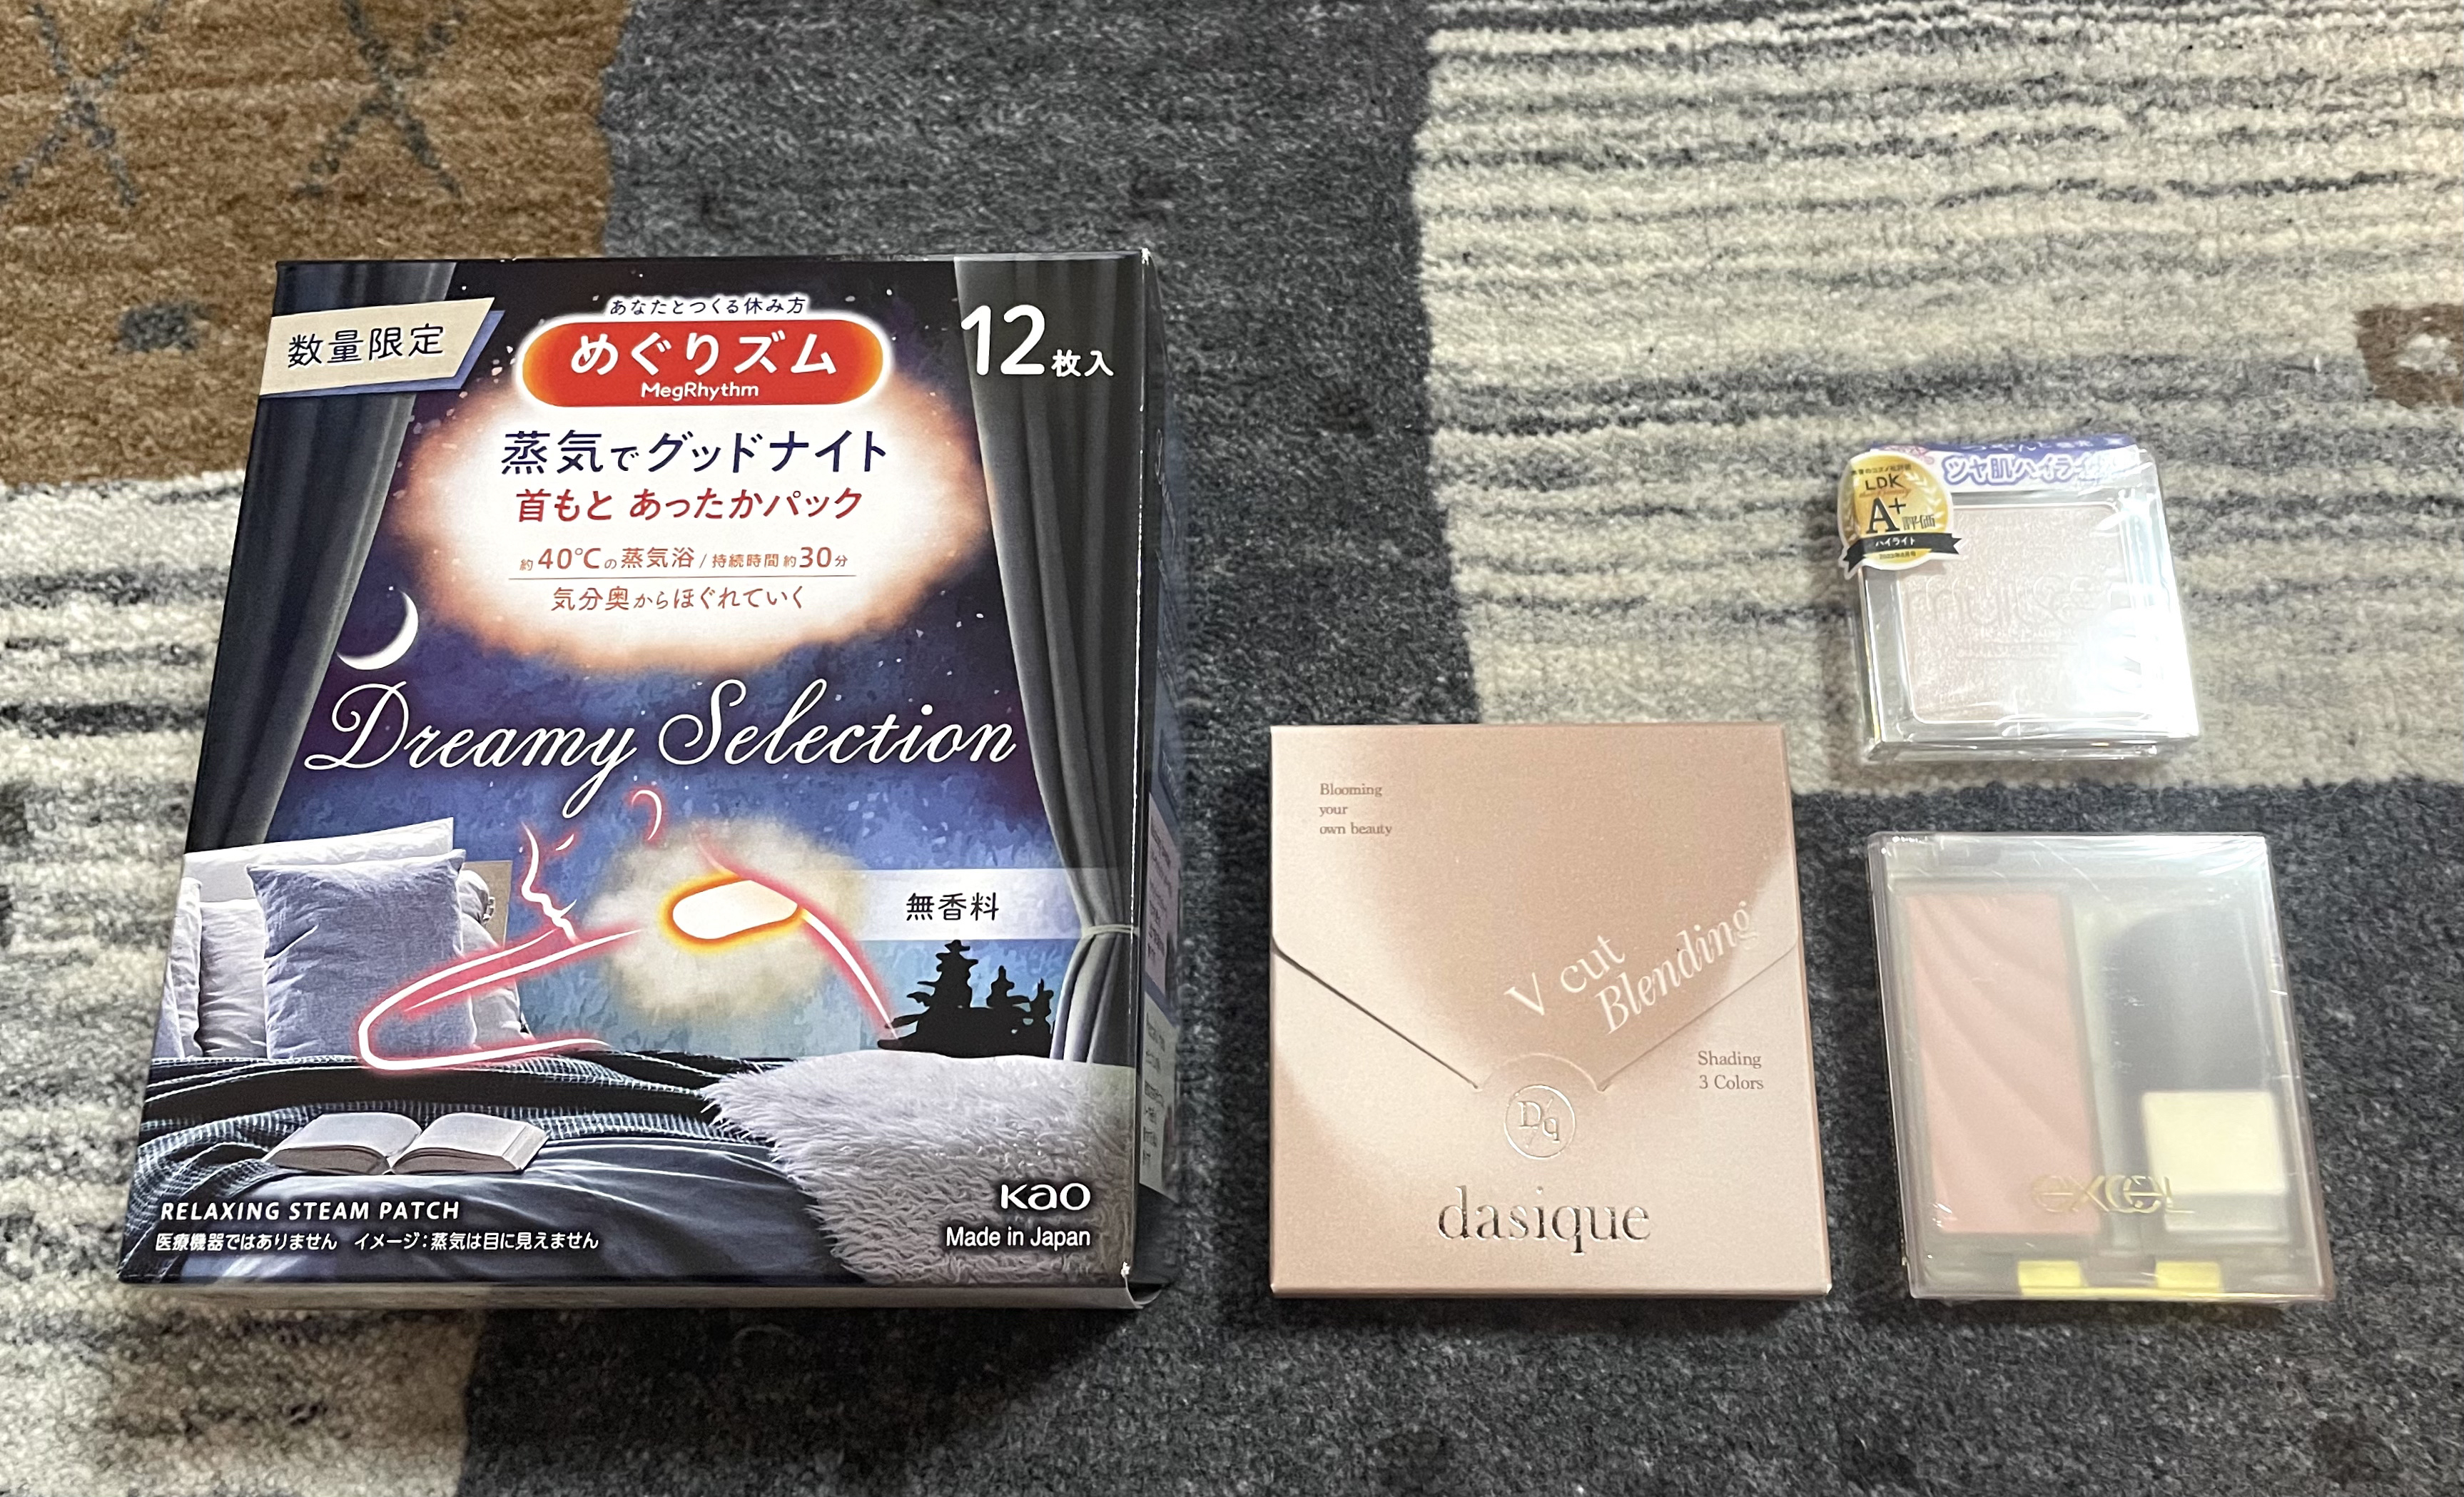 数量限定
あなたとつくる休み方
めぐりズム
MegRhythm
12枚入
蒸気でグッドナイト
首もと あったかパック
約40℃の蒸気浴/持続時間約30分
気分奥からほぐれていく
Dreamy Selection
無香料
RELAXING STEAM PATCH
医療機器ではありません イメージ:蒸気は目に見えません
Kao
Made in Japan
Blooming
your
own beauty
V cut
Blending
Shading
3 Colors
D/q
dasique
ツヤ肌ハイライ
LDK
A+評価
ハイライト
EXCEL